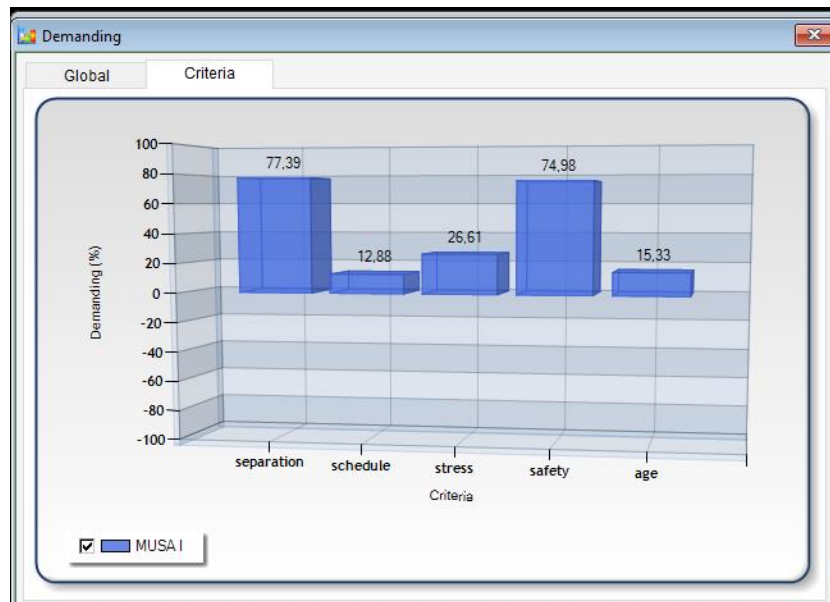 Demanding
Global Criteria
100
80
60
40
20
0
-20
-40
-60
-80
-100
Demanding (%)
77,39
12,88
26,61
74,98
15,33
separation schedule stress safety age
Criteria
MUSA I